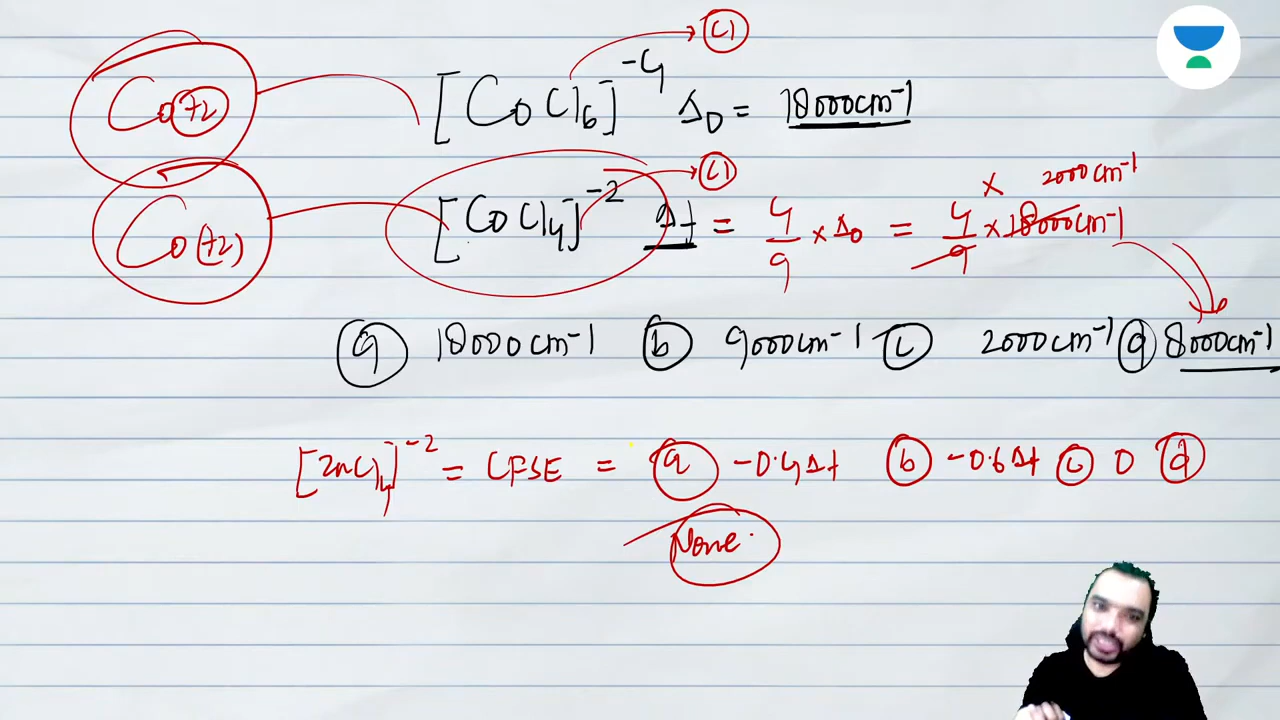 Co(+2) [CoCl6]^-4 Δo = 18000cm^-1 Cl
Co(+2) [CoCl4]^-2 Δt = 4/9 × Δo = 4/9 × 18000cm^-1 × 2000cm^-1 Cl
(a) 18000cm^-1 (b) 9000cm^-1 (c) 2000cm^-1 (d) 8000cm^-1
[ZnCl4]^-2 = CFSE = (a) -0.4Δt (b) -0.6Δt (c) 0 (d)
None.